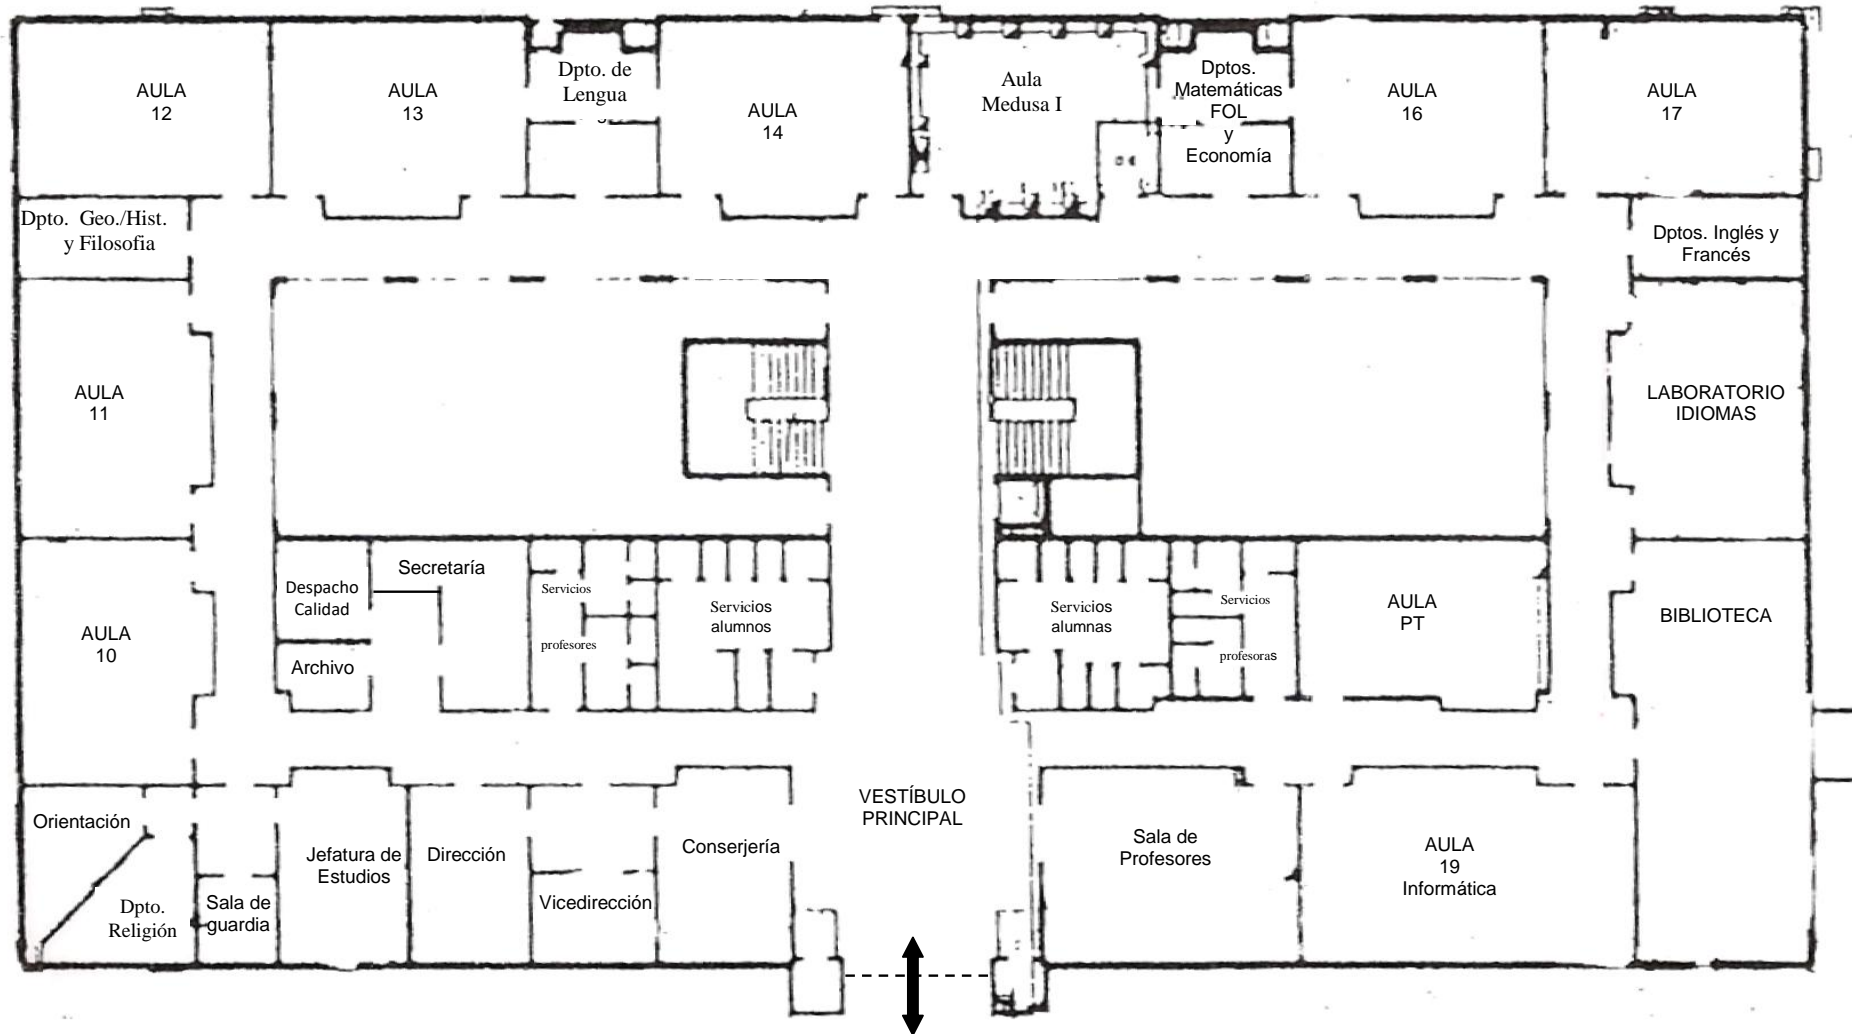 AULA
12
AULA
13
Dpto. de
Lengua
AULA
14
Aula
Medusa I
Dptos.
Matemáticas
FOL
y
Economía
AULA
16
AULA
17
Dpto. Geo./Hist.
y Filosofia
Dptos. Inglés y
Francés
AULA
11
LABORATORIO
IDIOMAS
AULA
10
Despacho
Calidad
Secretaría
Archivo
Servicios
profesores
Servicios
alumnos
Servicios
alumnas
Servicios
profesoras
AULA
PT
BIBLIOTECA
Orientación
Dpto.
Religión
Sala de
guardia
Jefatura de
Estudios
Dirección
Vicedirección
Conserjería
VESTÍBULO
PRINCIPAL
Sala de
Profesores
AULA
19
Informática